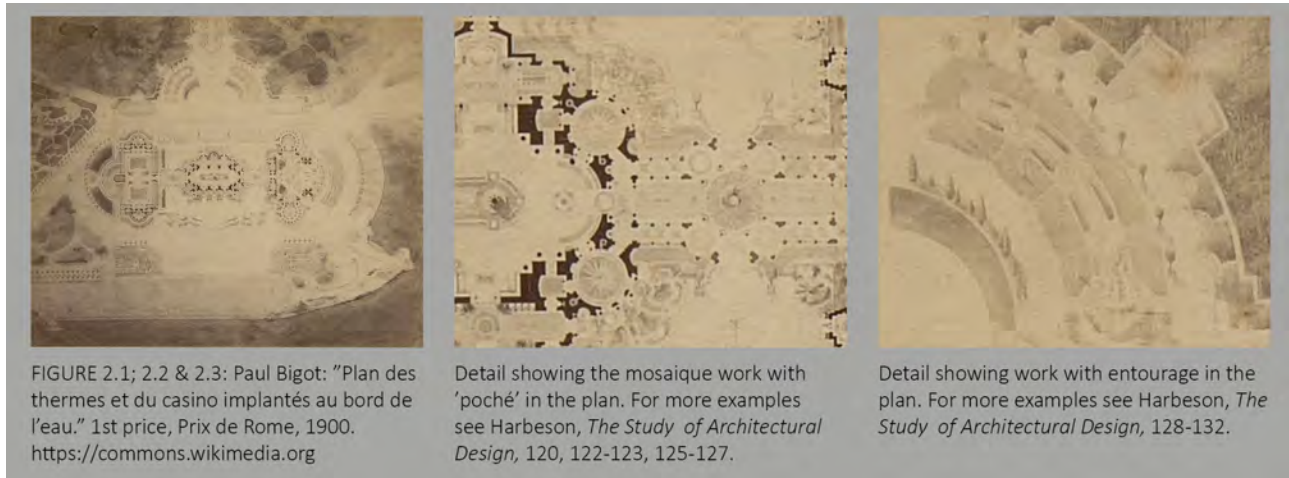 FIGURE 2.1; 2.2 & 2.3: Paul Bigot: ”Plan des
thermes et du casino implantés au bord de
l’eau.” 1st price, Prix de Rome, 1900.
https://commons.wikimedia.org
Detail showing the mosaique work with
’poché’ in the plan. For more examples
see Harbeson, The Study of Architectural
Design, 120, 122-123, 125-127.
Detail showing work with entourage in the
plan. For more examples see Harbeson, The
Study of Architectural Design, 128-132.